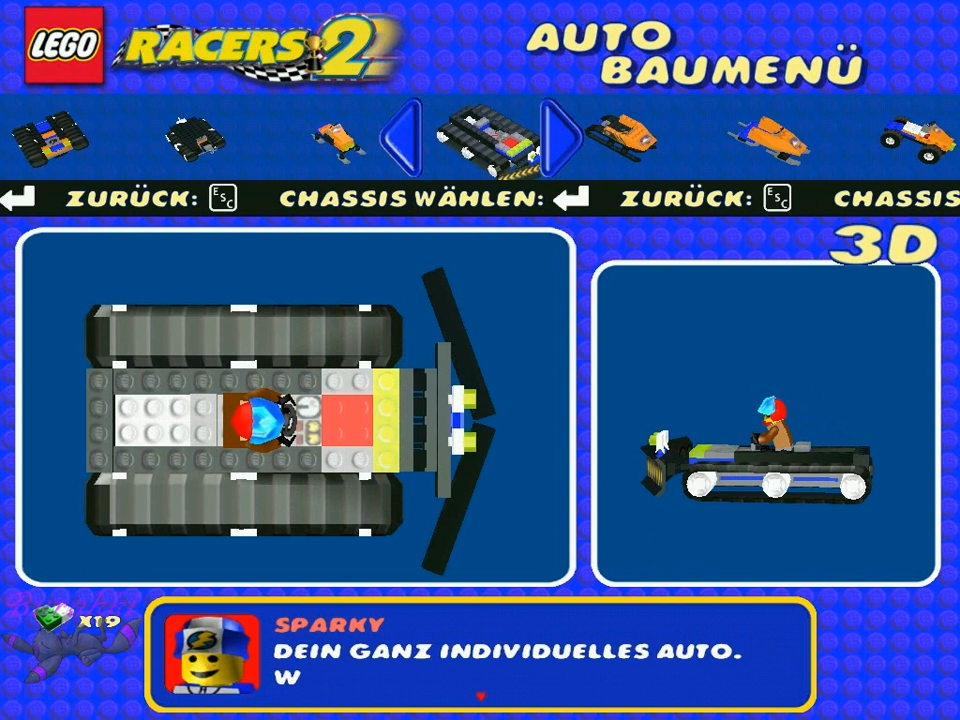 LEGO RACERS 2
AUTO
BAUMENÜ
ZURÜCK: ESC CHASSIS WÄHLEN: ZURÜCK: ESC CHASSIS
3D
X19
SPARKY
DEIN GANZ INDIVIDUELLES AUTO.
W